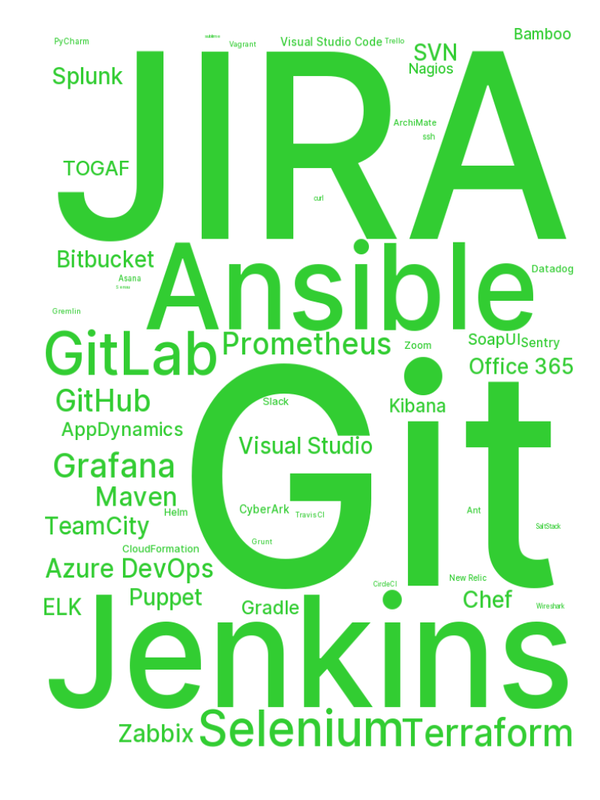 PyCharm
Vagrant
Visual Studio Code
Trello
Bamboo
SVN
Nagios
Splunk
JIRA
ArchiMate
ssh
TOGAF
curl
Bitbucket
Ansible
Datadog
Asana
Gremlin
GitLab
Prometheus
Zoom
SoapUI
Sentry
Office 365
GitHub
Slack
Kibana
AppDynamics
Visual Studio
Git
Grafana
Maven
Helm
CyberArk
TravisCI
Ant
TeamCity
SaltStack
Grunt
CloudFormation
Azure DevOps
New Relic
CircleCI
Puppet
ELK
Gradle
Chef
Wireshark
Jenkins
Zabbix
Selenium
Terraform